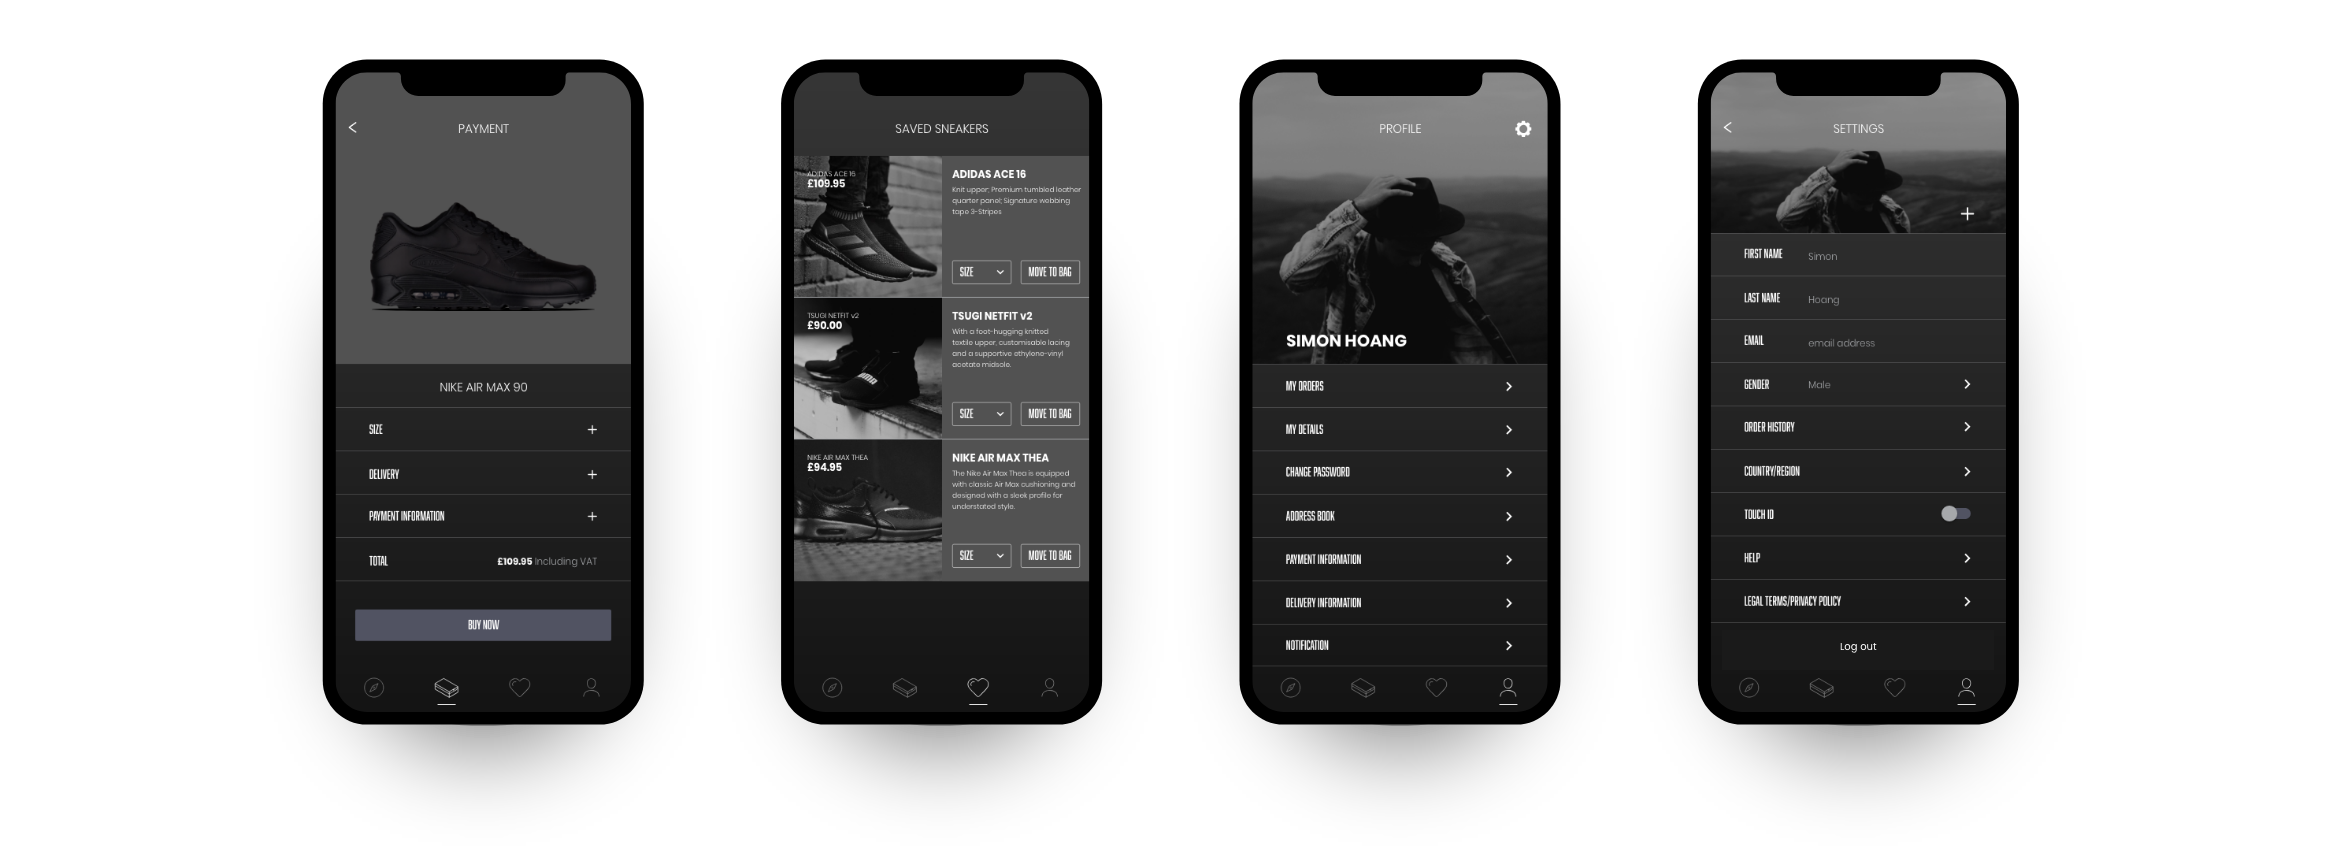 PAYMENT
NIKE AIR MAX 90
SIZE
DELIVERY
PAYMENT INFORMATION
TOTAL £109.95 Including VAT
BUY NOW
SAVED SNEAKERS
ADIDAS ACE 16
£109.95
ADIDAS ACE 16
Knit upper; Premium tumbled leather
quarter panel; Signature webbing
tape 3-Stripes
SIZE MOVE TO BAG
TSUGI NETFIT v2
£90.00
TSUGI NETFIT v2
With a foot-hugging knitted
textile upper, customisable lacing
and a supportive ethylene-vinyl
acetate midsole.
SIZE MOVE TO BAG
NIKE AIR MAX THEA
£94.95
NIKE AIR MAX THEA
The Nike Air Max Thea is equipped
with classic Air Max cushioning and
designed with a sleek profile for
understated style.
SIZE MOVE TO BAG
PROFILE
SIMON HOANG
MY ORDERS
MY DETAILS
CHANGE PASSWORD
ADDRESS BOOK
PAYMENT INFORMATION
DELIVERY INFORMATION
NOTIFICATION
SETTINGS
FIRST NAME Simon
LAST NAME Hoang
EMAIL email address
GENDER Male
ORDER HISTORY
COUNTRY/REGION
TOUCH ID
HELP
LEGAL TERMS/PRIVACY POLICY
Log out